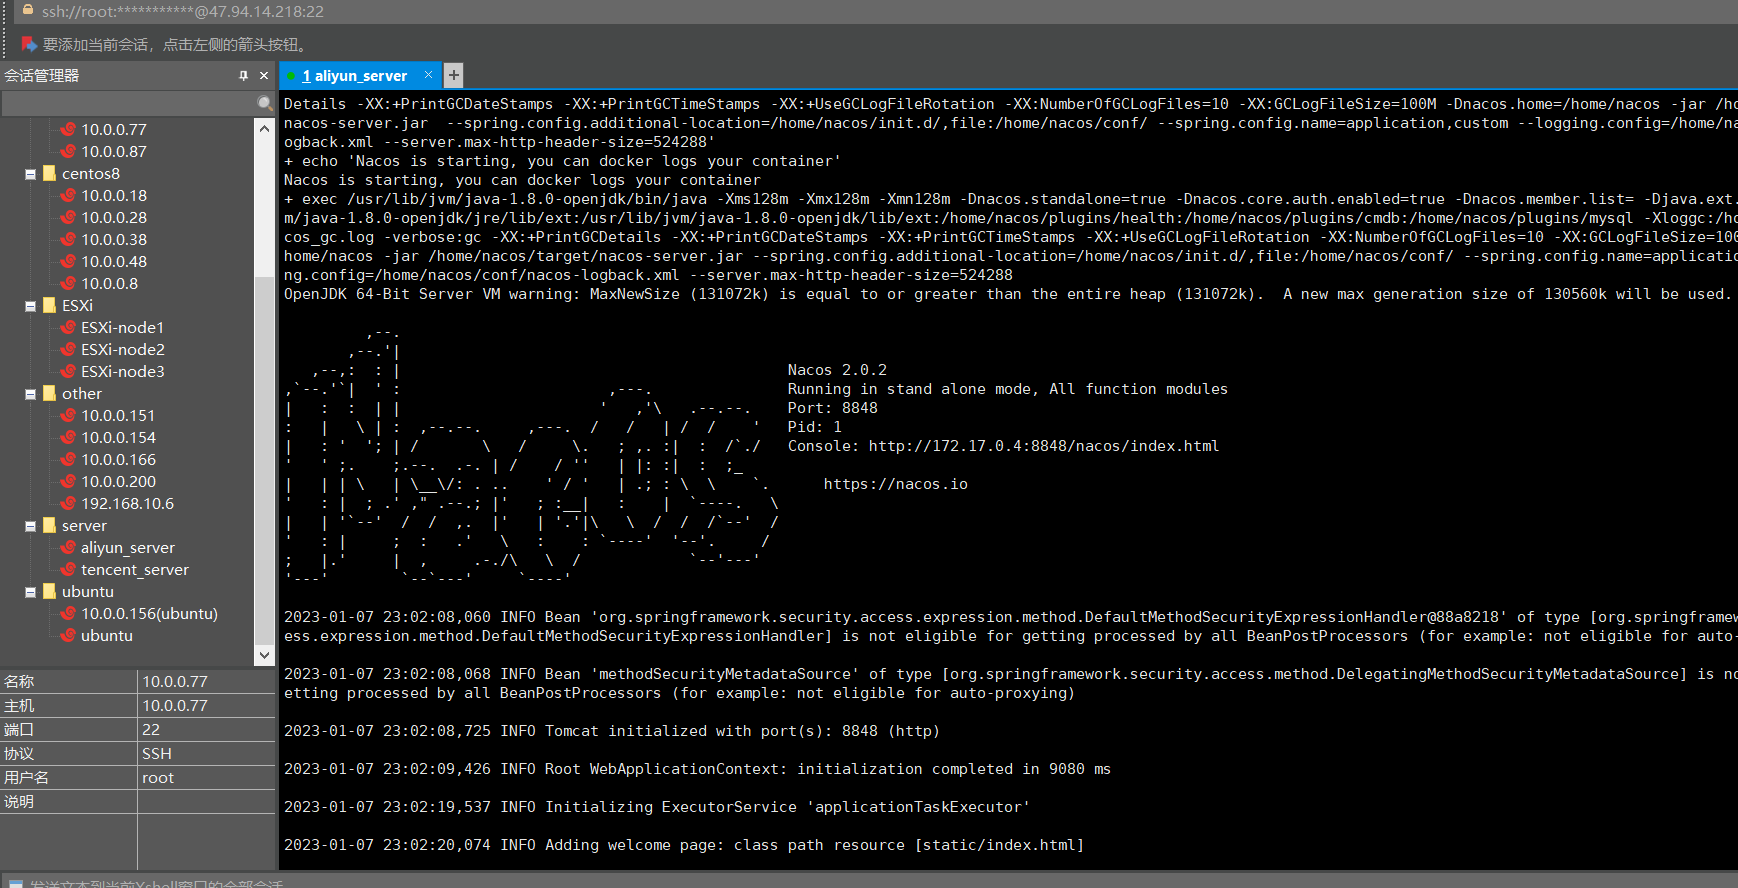 ssh://root:***********@47.94.14.218:22
要添加当前会话，点击左侧的箭头按钮。
会话管理器
10.0.0.77
10.0.0.87
centos8
10.0.0.18
10.0.0.28
10.0.0.38
10.0.0.48
10.0.0.8
ESXi
ESXi-node1
ESXi-node2
ESXi-node3
other
10.0.0.151
10.0.0.154
10.0.0.166
10.0.0.200
192.168.10.6
server
aliyun_server
tencent_server
ubuntu
10.0.0.156(ubuntu)
ubuntu
名称 10.0.0.77
主机 10.0.0.77
端口 22
协议 SSH
用户名 root
说明
1 aliyun_server
Details -XX:+PrintGCDateStamps -XX:+PrintGCTimeStamps -XX:+UseGCLogFileRotation -XX:NumberOfGCLogFiles=10 -XX:GCLogFileSize=100M -Dnacos.home=/home/nacos -jar /ho
nacos-server.jar  --spring.config.additional-location=/home/nacos/init.d/,file:/home/nacos/conf/ --spring.config.name=application,custom --logging.config=/home/na
ogback.xml --server.max-http-header-size=524288'
+ echo 'Nacos is starting, you can docker logs your container'
Nacos is starting, you can docker logs your container
+ exec /usr/lib/jvm/java-1.8.0-openjdk/bin/java -Xms128m -Xmx128m -Xmn128m -Dnacos.standalone=true -Dnacos.core.auth.enabled=true -Dnacos.member.list= -Djava.ext.
m/java-1.8.0-openjdk/jre/lib/ext:/usr/lib/jvm/java-1.8.0-openjdk/lib/ext:/home/nacos/plugins/health:/home/nacos/plugins/cmdb:/home/nacos/plugins/mysql -Xloggc:/ho
cos_gc.log -verbose:gc -XX:+PrintGCDetails -XX:+PrintGCDateStamps -XX:+PrintGCTimeStamps -XX:+UseGCLogFileRotation -XX:NumberOfGCLogFiles=10 -XX:GCLogFileSize=100
home/nacos -jar /home/nacos/target/nacos-server.jar --spring.config.additional-location=/home/nacos/init.d/,file:/home/nacos/conf/ --spring.config.name=applicatio
ng.config=/home/nacos/conf/nacos-logback.xml --server.max-http-header-size=524288
OpenJDK 64-Bit Server VM warning: MaxNewSize (131072k) is equal to or greater than the entire heap (131072k).  A new max generation size of 130560k will be used.
Nacos 2.0.2
Running in stand alone mode, All function modules
Port: 8848
Pid: 1
Console: http://172.17.0.4:8848/nacos/index.html
https://nacos.io
2023-01-07 23:02:08,060 INFO Bean 'org.springframework.security.access.expression.method.DefaultMethodSecurityExpressionHandler@88a8218' of type [org.springframew
ess.expression.method.DefaultMethodSecurityExpressionHandler] is not eligible for getting processed by all BeanPostProcessors (for example: not eligible for auto-
2023-01-07 23:02:08,068 INFO Bean 'methodSecurityMetadataSource' of type [org.springframework.security.access.method.DelegatingMethodSecurityMetadataSource] is no
etting processed by all BeanPostProcessors (for example: not eligible for auto-proxying)
2023-01-07 23:02:08,725 INFO Tomcat initialized with port(s): 8848 (http)
2023-01-07 23:02:09,426 INFO Root WebApplicationContext: initialization completed in 9080 ms
2023-01-07 23:02:19,537 INFO Initializing ExecutorService 'applicationTaskExecutor'
2023-01-07 23:02:20,074 INFO Adding welcome page: class path resource [static/index.html]
发送文本到当前Xshell窗口的全部会话